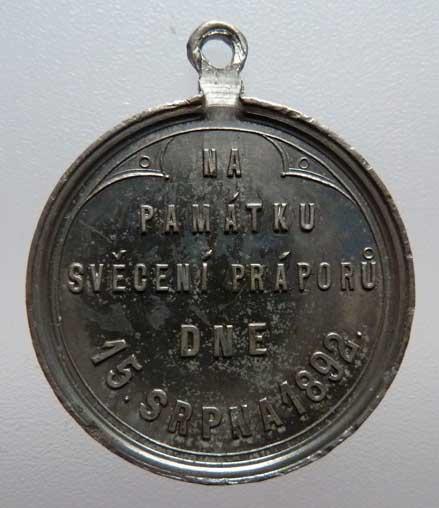 NA
PAMÁTKU
SVĚCENÍ PRÁPORŮ
DNE
15. SRPNA 1892.